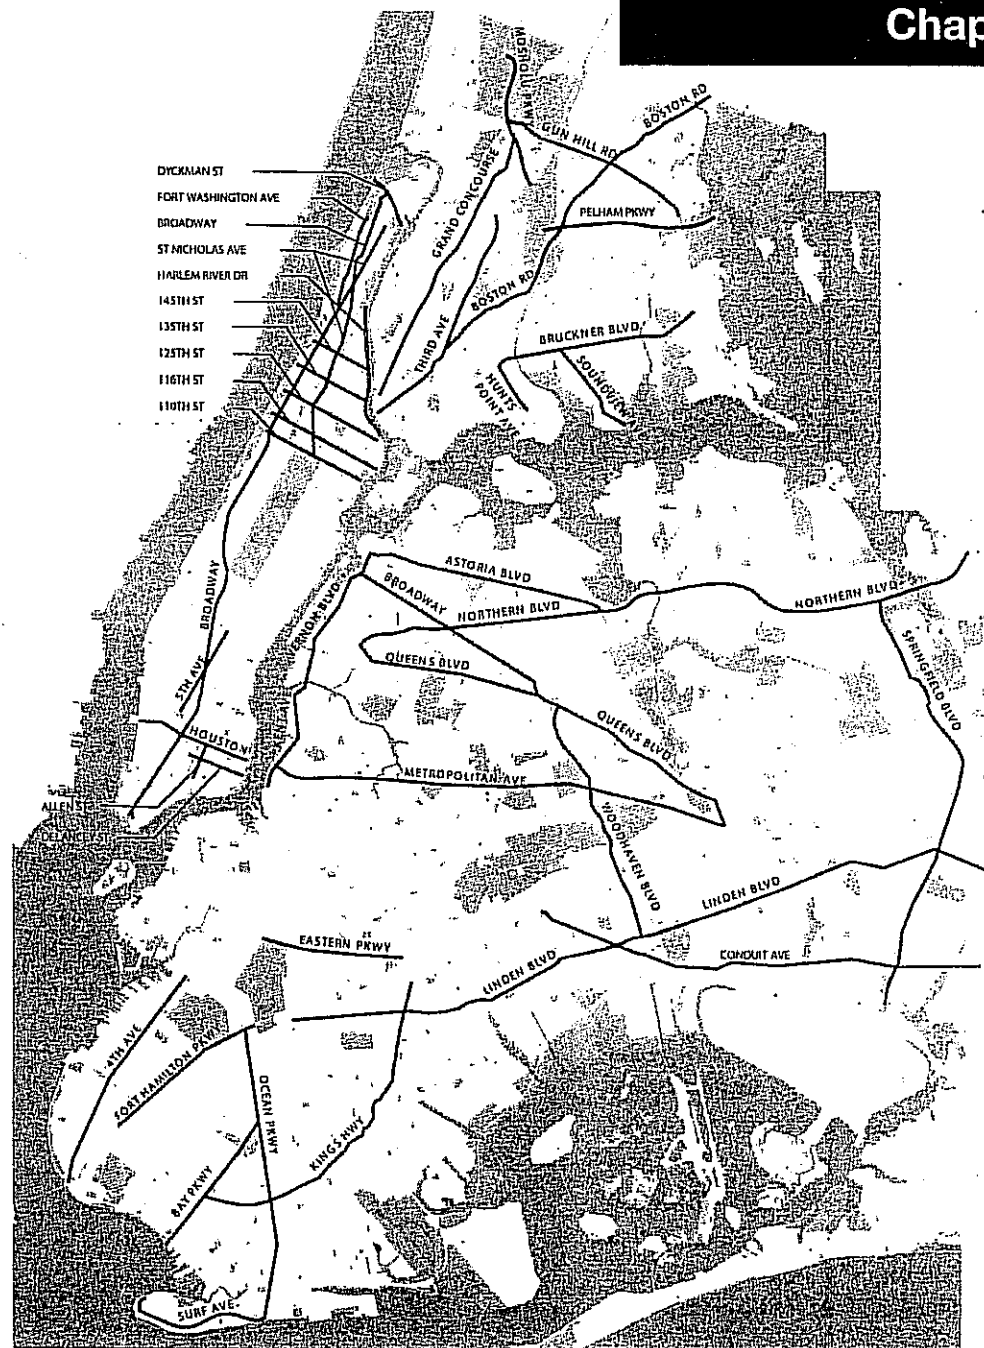 Chap
MOSHOLU PKWY
BOSTON RD
GUN HILL RD
DYCKMAN ST
FORT WASHINGTON AVE
GRAND CONCOURSE
PELHAM PKWY
BROADWAY
ST NICHOLAS AVE
HARLEM RIVER DR
BOSTON RD
145TH ST
135TH ST
THIRD AVE
BRUCKNER BLVD
125TH ST
116TH ST
HUNTS
POINT AVE
SOUNDVIEW
110TH ST
ASTORIA BLVD
BROADWAY
NORTHERN BLVD
NORTHERN BLVD
BROADWAY
VERNON BLVD
QUEENS BLVD
SPRINGFIELD BLVD
5TH AVE
QUEENS BLVD
HOUSTON
KENT AVE
METROPOLITAN AVE
ALLEN ST
WOODHAVEN BLVD
DELANCEY ST
LINDEN BLVD
EASTERN PKWY
CONDUIT AVE
LINDEN BLVD
4TH AVE
FORT HAMILTON PKWY
OCEAN PKWY
KINGS HWY
BAY PKWY
SURF AVE